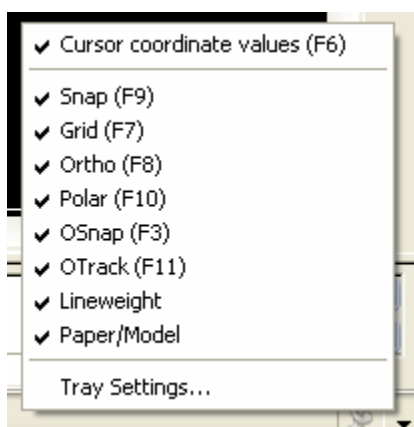 Cursor coordinate values (F6)
Snap (F9)
Grid (F7)
Ortho (F8)
Polar (F10)
OSnap (F3)
OTrack (F11)
Lineweight
Paper/Model
Tray Settings...